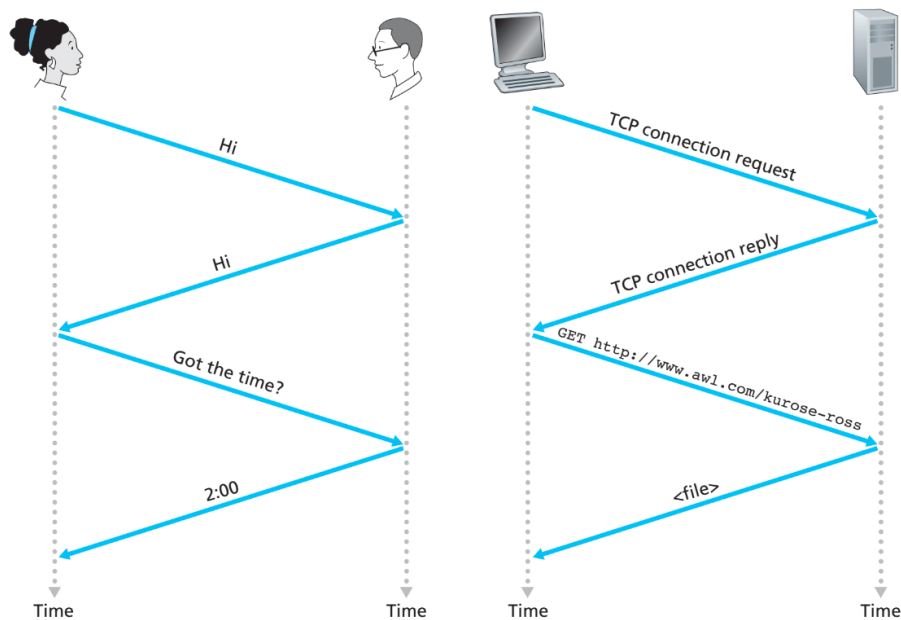 Hi
Hi
Got the time?
2:00
Time
Time
TCP connection request
TCP connection reply
GET http://www.awl.com/kurose-ross
<file>
Time
Time